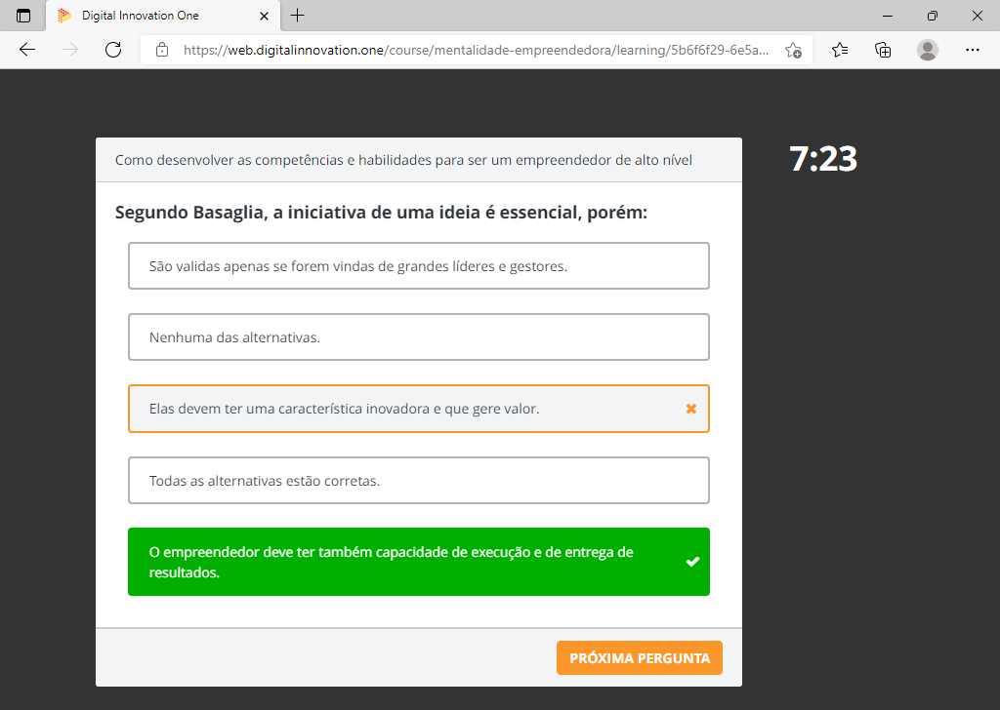 Digital Innovation One
https://web.digitalinnovation.one/course/mentalidade-empreendedora/learning/5b6f6f29-6e5a...
Como desenvolver as competências e habilidades para ser um empreendedor de alto nível
7:23
Segundo Basaglia, a iniciativa de uma ideia é essencial, porém:
São validas apenas se forem vindas de grandes líderes e gestores.
Nenhuma das alternativas.
Elas devem ter uma característica inovadora e que gere valor.
Todas as alternativas estão corretas.
O empreendedor deve ter também capacidade de execução e de entrega de
resultados.
PRÓXIMA PERGUNTA